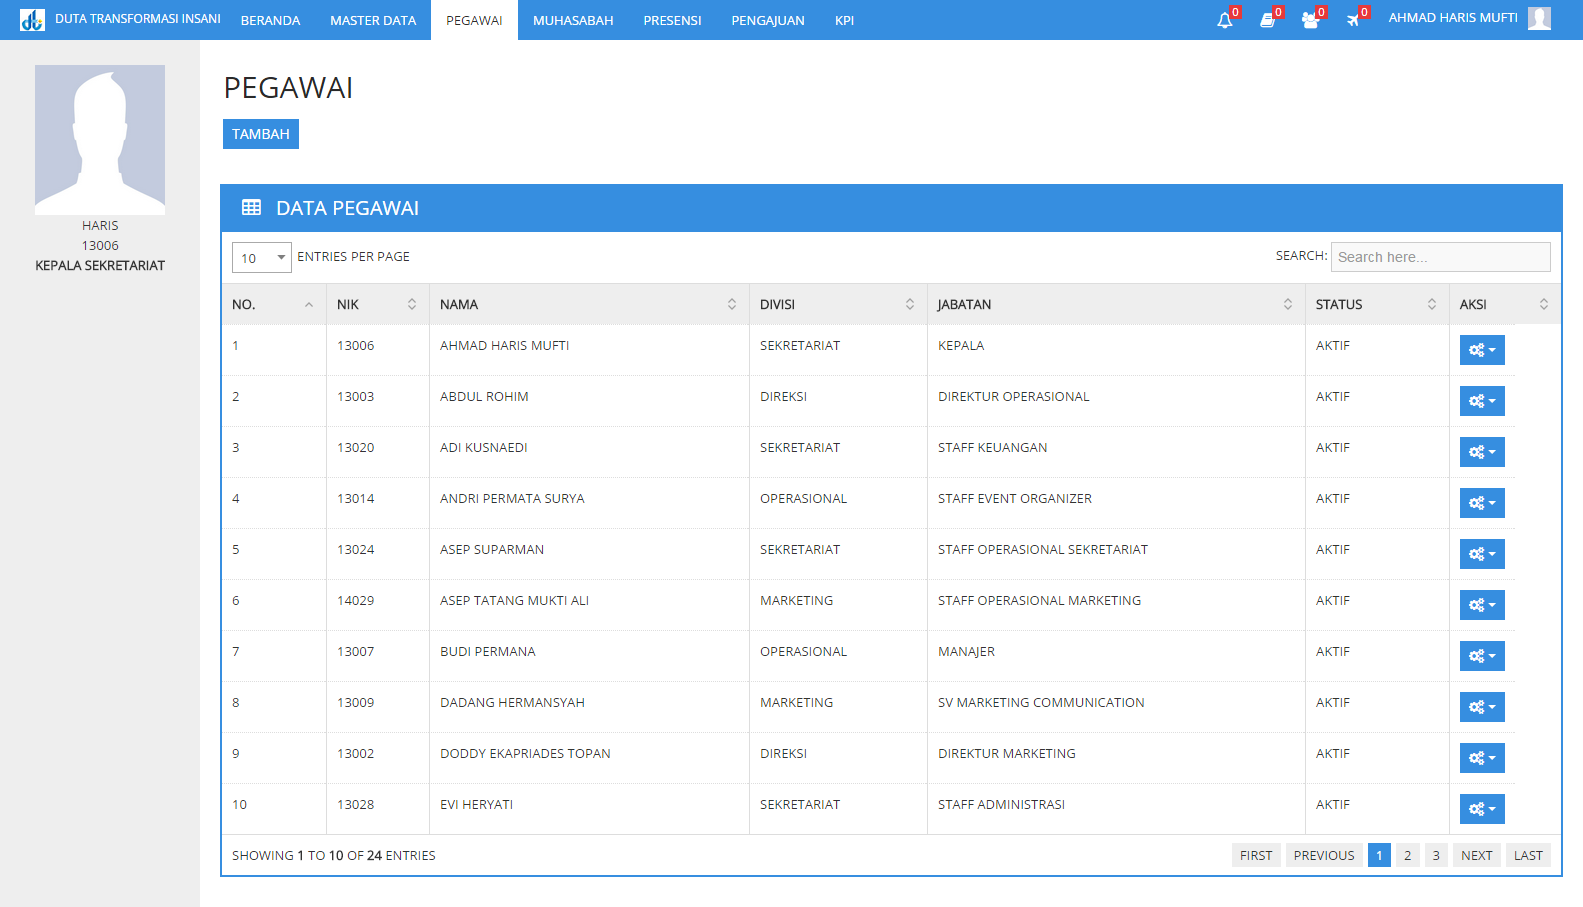 DUTA TRANSFORMASI INSANI BERANDA MASTER DATA PEGAWAI MUHASABAH PRESENSI PENGAJUAN KPI 0 0 0 0 AHMAD HARIS MUFTI
HARIS
13006
KEPALA SEKRETARIAT
PEGAWAI
TAMBAH
DATA PEGAWAI
10 ENTRIES PER PAGE SEARCH: Search here...
NO. NIK NAMA DIVISI JABATAN STATUS AKSI
1 13006 AHMAD HARIS MUFTI SEKRETARIAT KEPALA AKTIF
2 13003 ABDUL ROHIM DIREKSI DIREKTUR OPERASIONAL AKTIF
3 13020 ADI KUSNAEDI SEKRETARIAT STAFF KEUANGAN AKTIF
4 13014 ANDRI PERMATA SURYA OPERASIONAL STAFF EVENT ORGANIZER AKTIF
5 13024 ASEP SUPARMAN SEKRETARIAT STAFF OPERASIONAL SEKRETARIAT AKTIF
6 14029 ASEP TATANG MUKTI ALI MARKETING STAFF OPERASIONAL MARKETING AKTIF
7 13007 BUDI PERMANA OPERASIONAL MANAJER AKTIF
8 13009 DADANG HERMANSYAH MARKETING SV MARKETING COMMUNICATION AKTIF
9 13002 DODDY EKAPRIADES TOPAN DIREKSI DIREKTUR MARKETING AKTIF
10 13028 EVI HERYATI SEKRETARIAT STAFF ADMINISTRASI AKTIF
SHOWING 1 TO 10 OF 24 ENTRIES FIRST PREVIOUS 1 2 3 NEXT LAST